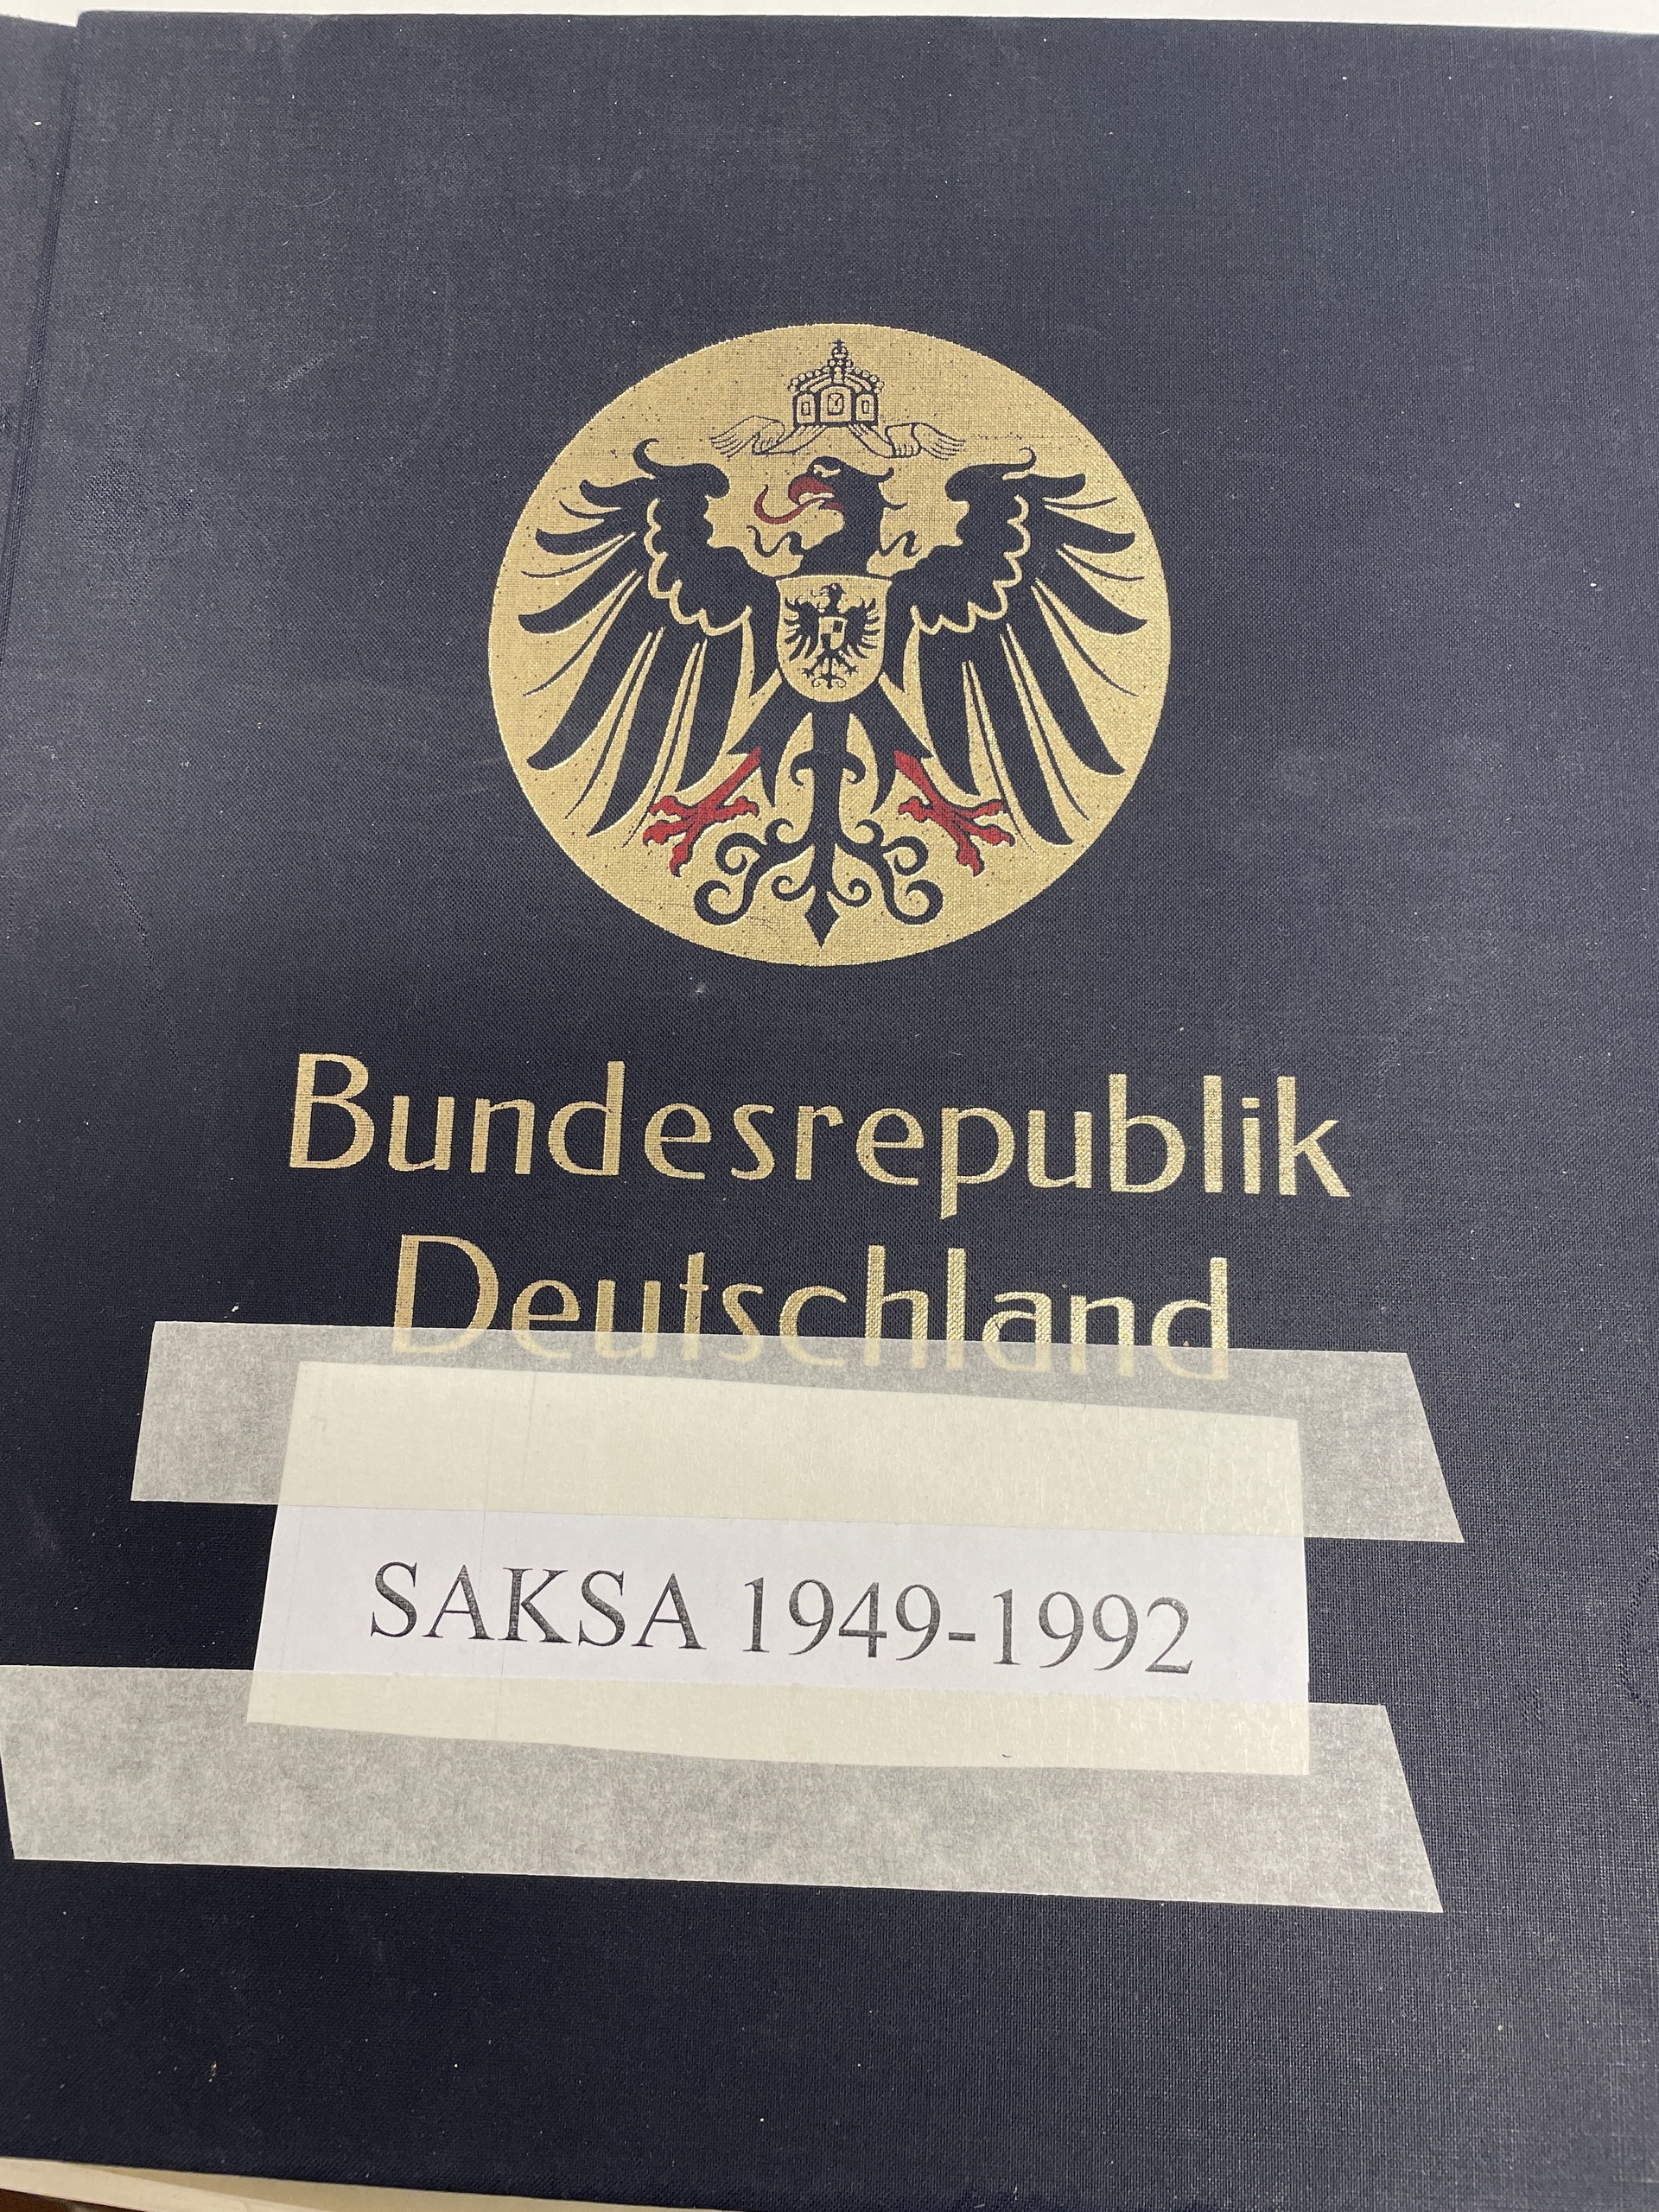 Bundesrepublik
Deutschland
SAKSA 1949-1992